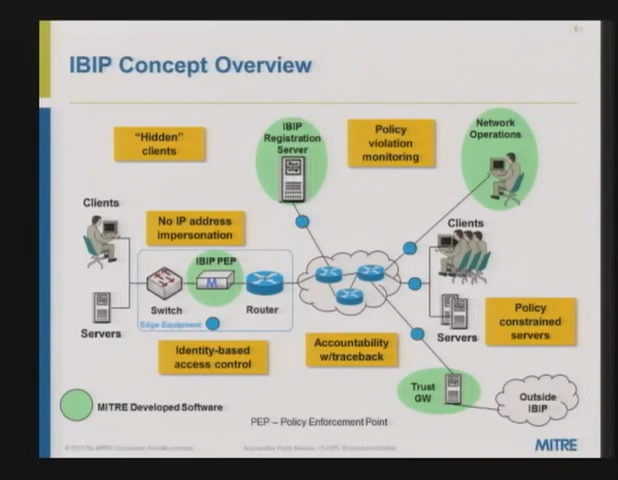 6
IBIP Concept Overview
"Hidden"
clients
IBIP
Registration
Server
Policy
violation
monitoring
Network
Operations
Clients
No IP address
impersonation
Clients
IBIP PEP
M
Switch
Router
Servers
Edge Equipment
Servers
Policy
constrained
servers
Identity-based
access control
Accountability
w/traceback
Trust
GW
Outside
IBIP
MITRE Developed Software
PEP – Policy Enforcement Point
MITRE